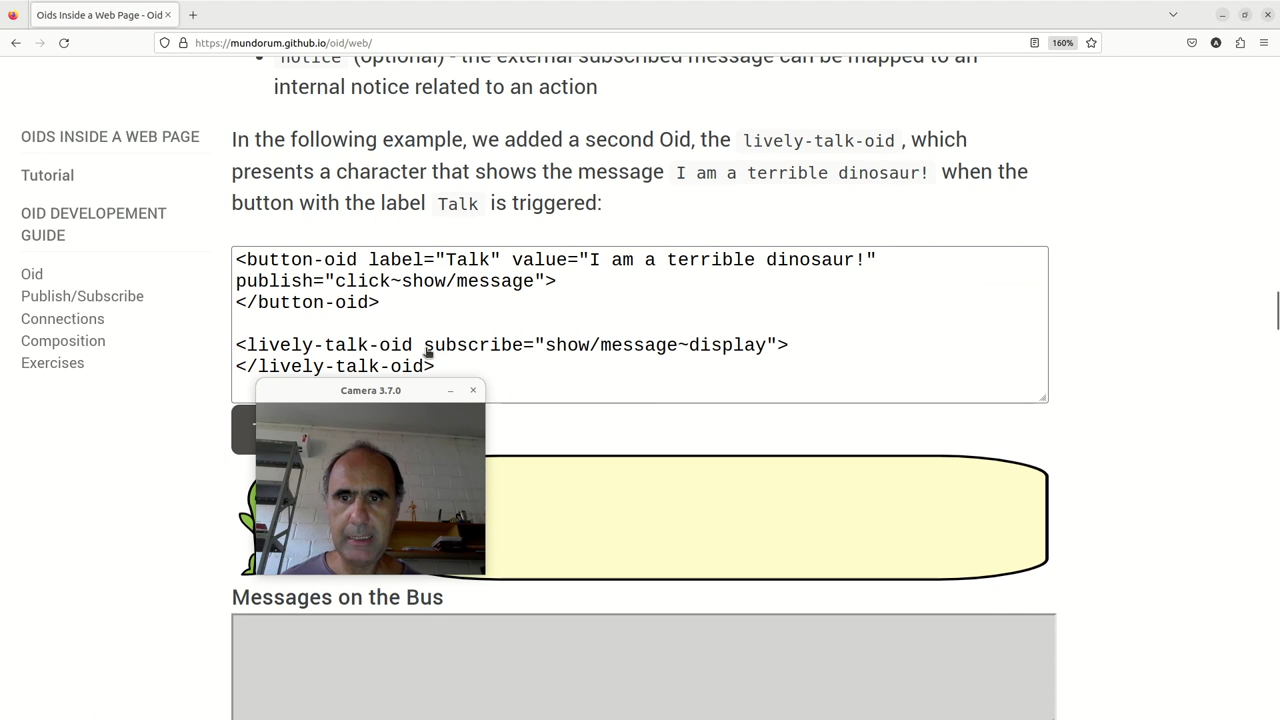 Oids Inside a Web Page - Oid
https://mundorum.github.io/oid/web/
160%
notice (optional) - the external subscribed message can be mapped to an
internal notice related to an action
OIDS INSIDE A WEB PAGE
Tutorial
OID DEVELOPEMENT
GUIDE
Oid
Publish/Subscribe
Connections
Composition
Exercises
In the following example, we added a second Oid, the lively-talk-oid , which
presents a character that shows the message I am a terrible dinosaur! when the
button with the label Talk is triggered:
<button-oid label="Talk" value="I am a terrible dinosaur!"
publish="click~show/message">
</button-oid>
<lively-talk-oid subscribe="show/message~display">
</lively-talk-oid>
Camera 3.7.0
Messages on the Bus